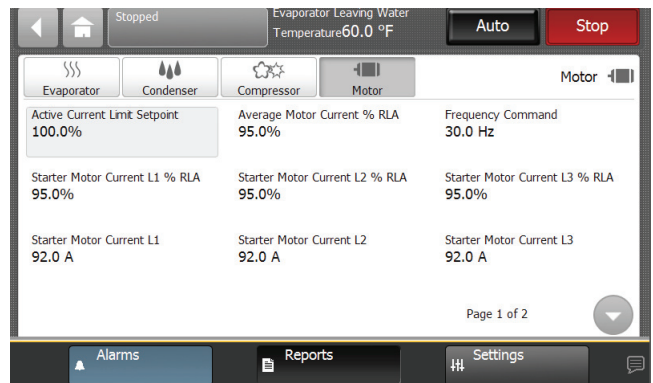 Stopped
Evaporator Leaving Water
Temperature60.0 ºF
Auto
Stop
Evaporator
Condenser
Compressor
Motor
Motor
Active Current Limit Setpoint
100.0%
Average Motor Current % RLA
95.0%
Frequency Command
30.0 Hz
Starter Motor Current L1 % RLA
95.0%
Starter Motor Current L2 % RLA
95.0%
Starter Motor Current L3 % RLA
95.0%
Starter Motor Current L1
92.0 A
Starter Motor Current L2
92.0 A
Starter Motor Current L3
92.0 A
Page 1 of 2
Alarms
Reports
Settings